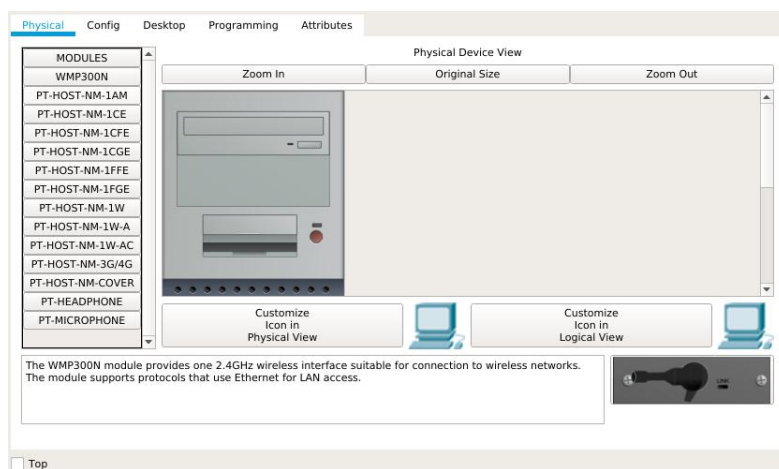 Physical Config Desktop Programming Attributes
MODULES
WMP300N
PT-HOST-NM-1AM
PT-HOST-NM-1CE
PT-HOST-NM-1CFE
PT-HOST-NM-1CGE
PT-HOST-NM-1FFE
PT-HOST-NM-1FGE
PT-HOST-NM-1W
PT-HOST-NM-1W-A
PT-HOST-NM-1W-AC
PT-HOST-NM-3G/4G
PT-HOST-NM-COVER
PT-HEADPHONE
PT-MICROPHONE
Physical Device View
Zoom In Original Size Zoom Out
Customize
Icon in
Physical View
Customize
Icon in
Logical View
The WMP300N module provides one 2.4GHz wireless interface suitable for connection to wireless networks.
The module supports protocols that use Ethernet for LAN access.
LINK
Top